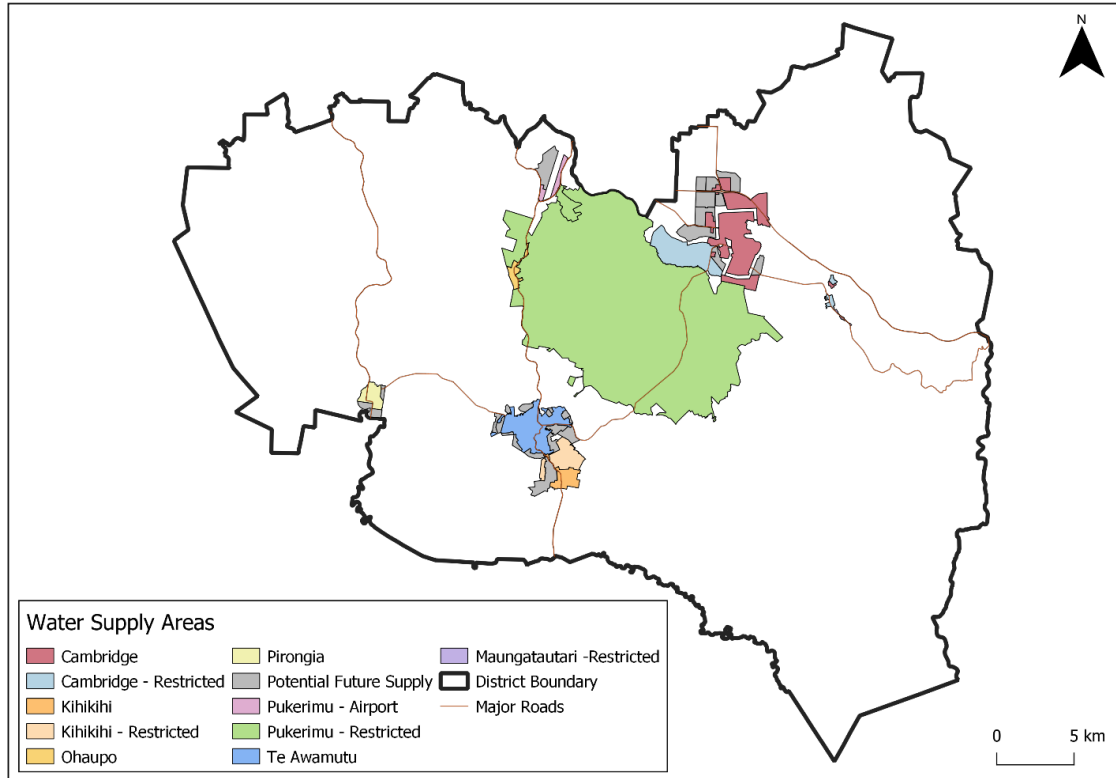 N
Water Supply Areas
Cambridge
Cambridge - Restricted
Kihikihi
Kihikihi - Restricted
Ohaupo
Pirongia
Potential Future Supply
Pukerimu - Airport
Pukerimu - Restricted
Te Awamutu
Maungatautari -Restricted
District Boundary
Major Roads
0 5 km